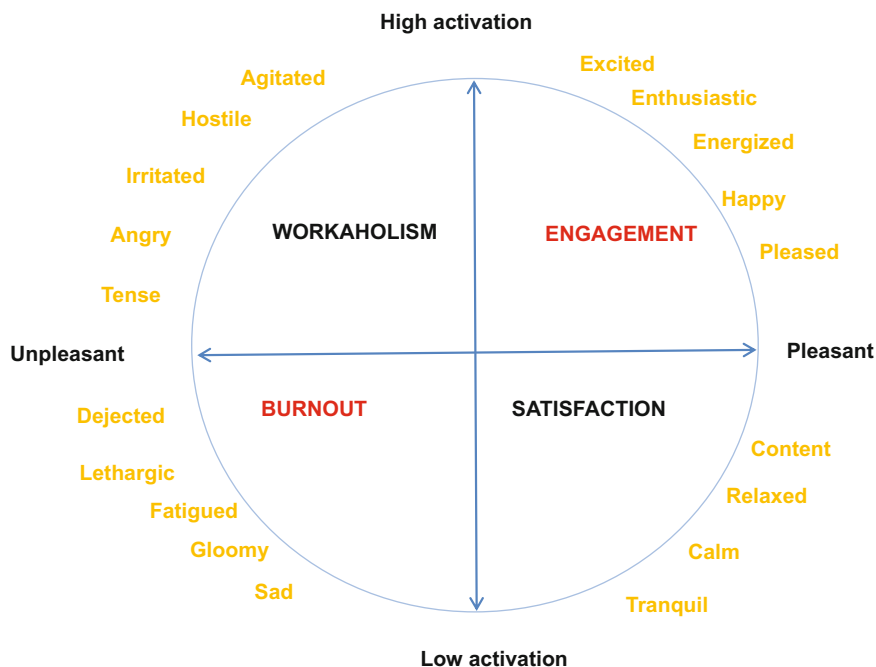 High activation
Excited
Agitated
Enthusiastic
Hostile
Energized
Irritated
Happy
WORKAHOLISM
ENGAGEMENT
Angry
Pleased
Tense
Unpleasant
Pleasant
BURNOUT
SATISFACTION
Dejected
Content
Lethargic
Relaxed
Fatigued
Gloomy
Calm
Sad
Tranquil
Low activation